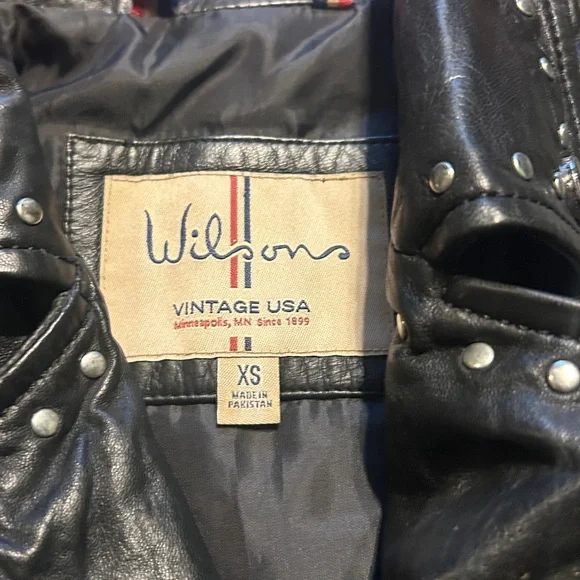 Wilsons
VINTAGE USA
Minneapolis, MN Since 1899
XS
MADE IN
PAKISTAN